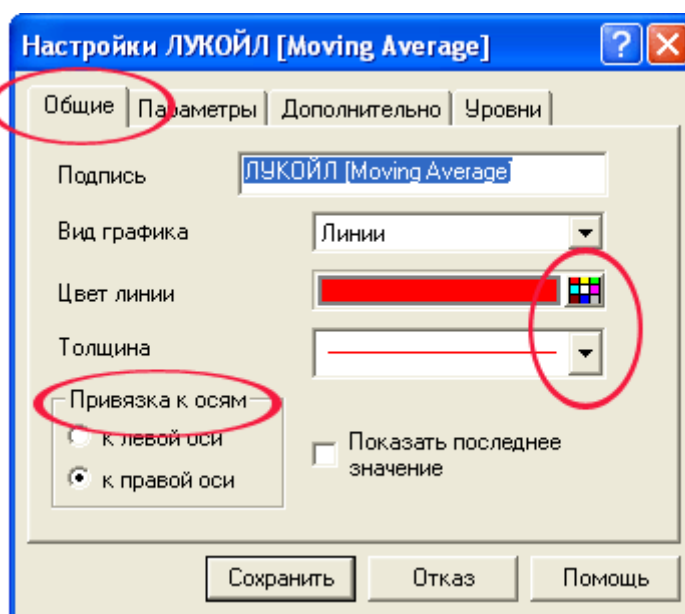 Настройки ЛУКОЙЛ [Moving Average]
Общие Параметры Дополнительно Уровни
Подпись ЛУКОЙЛ [Moving Average]
Вид графика Линии
Цвет линии
Толщина
Привязка к осям
к левой оси
к правой оси
Показать последнее
значение
Сохранить Отказ Помощь